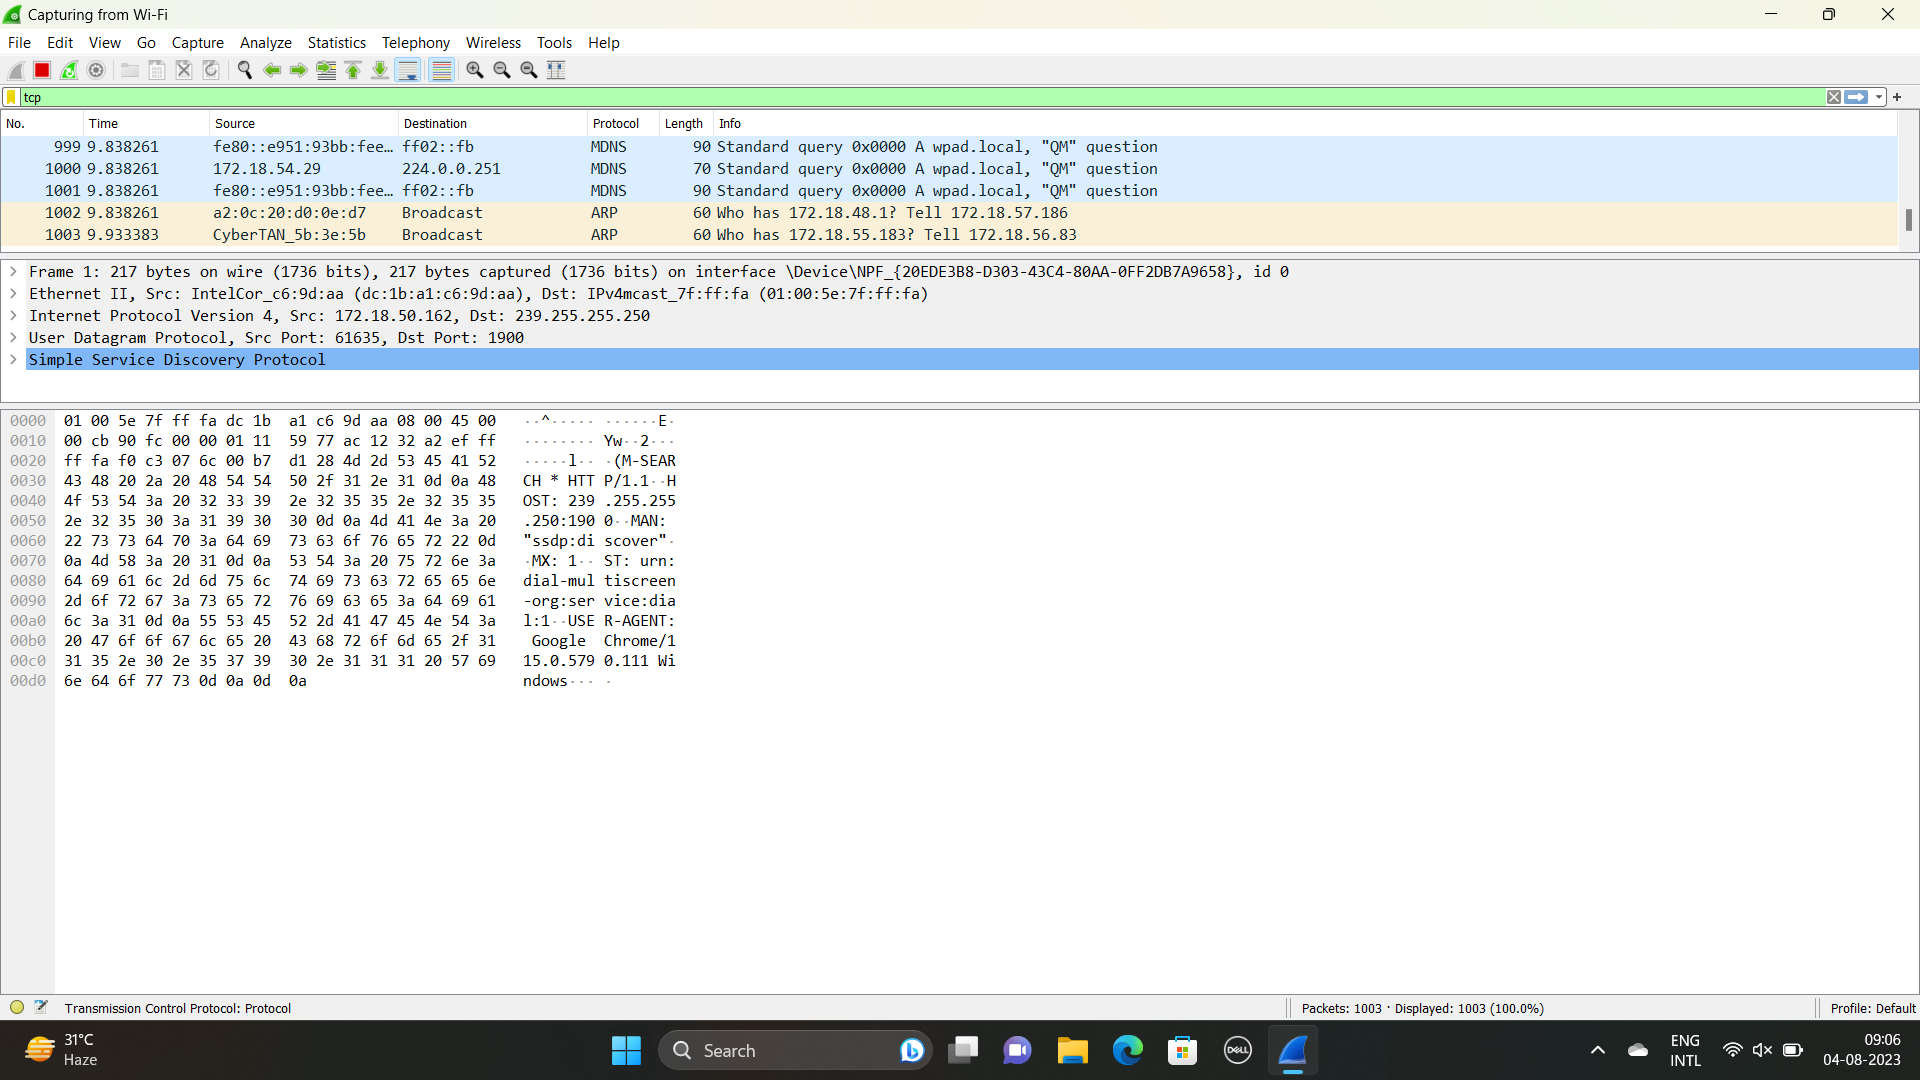 Capturing from Wi-Fi
File Edit View Go Capture Analyze Statistics Telephony Wireless Tools Help
tcp
No. Time Source Destination Protocol Length Info
999 9.838261 fe80::e951:93bb:fee… ff02::fb MDNS 90 Standard query 0x0000 A wpad.local, "QM" question
1000 9.838261 172.18.54.29 224.0.0.251 MDNS 70 Standard query 0x0000 A wpad.local, "QM" question
1001 9.838261 fe80::e951:93bb:fee… ff02::fb MDNS 90 Standard query 0x0000 A wpad.local, "QM" question
1002 9.838261 a2:0c:20:d0:0e:d7 Broadcast ARP 60 Who has 172.18.48.1? Tell 172.18.57.186
1003 9.933383 CyberTAN_5b:3e:5b Broadcast ARP 60 Who has 172.18.55.183? Tell 172.18.56.83
Frame 1: 217 bytes on wire (1736 bits), 217 bytes captured (1736 bits) on interface \Device\NPF_{20EDE3B8-D303-43C4-80AA-0FF2DB7A9658}, id 0
Ethernet II, Src: IntelCor_c6:9d:aa (dc:1b:a1:c6:9d:aa), Dst: IPv4mcast_7f:ff:fa (01:00:5e:7f:ff:fa)
Internet Protocol Version 4, Src: 172.18.50.162, Dst: 239.255.255.250
User Datagram Protocol, Src Port: 61635, Dst Port: 1900
Simple Service Discovery Protocol
0000 01 00 5e 7f ff fa dc 1b a1 c6 9d aa 08 00 45 00 ··^····· ······E·
0010 00 cb 90 fc 00 00 01 11 59 77 ac 12 32 a2 ef ff ········ Yw··2···
0020 ff fa f0 c3 07 6c 00 b7 d1 28 4d 2d 53 45 41 52 ·····l·· ·(M-SEAR
0030 43 48 20 2a 20 48 54 54 50 2f 31 2e 31 0d 0a 48 CH * HTT P/1.1··H
0040 4f 53 54 3a 20 32 33 39 2e 32 35 35 2e 32 35 35 OST: 239 .255.255
0050 2e 32 35 30 3a 31 39 30 30 0d 0a 4d 41 4e 3a 20 .250:190 0··MAN:
0060 22 73 73 64 70 3a 64 69 73 63 6f 76 65 72 22 0d "ssdp:di scover"·
0070 0a 4d 58 3a 20 31 0d 0a 53 54 3a 20 75 72 6e 3a ·MX: 1·· ST: urn:
0080 64 69 61 6c 2d 6d 75 6c 74 69 73 63 72 65 65 6e dial-mul tiscreen
0090 2d 6f 72 67 3a 73 65 72 76 69 63 65 3a 64 69 61 -org:ser vice:dia
00a0 6c 3a 31 0d 0a 55 53 45 52 2d 41 47 45 4e 54 3a l:1··USE R-AGENT:
00b0 20 47 6f 6f 67 6c 65 20 43 68 72 6f 6d 65 2f 31 Google Chrome/1
00c0 31 35 2e 30 2e 35 37 39 30 2e 31 31 31 20 57 69 15.0.579 0.111 Wi
00d0 6e 64 6f 77 73 0d 0a 0d 0a ndows··· ·
Transmission Control Protocol: Protocol
Packets: 1003 · Displayed: 1003 (100.0%)
Profile: Default
31°C
Haze
Search
DELL
ENG
INTL
09:06
04-08-2023